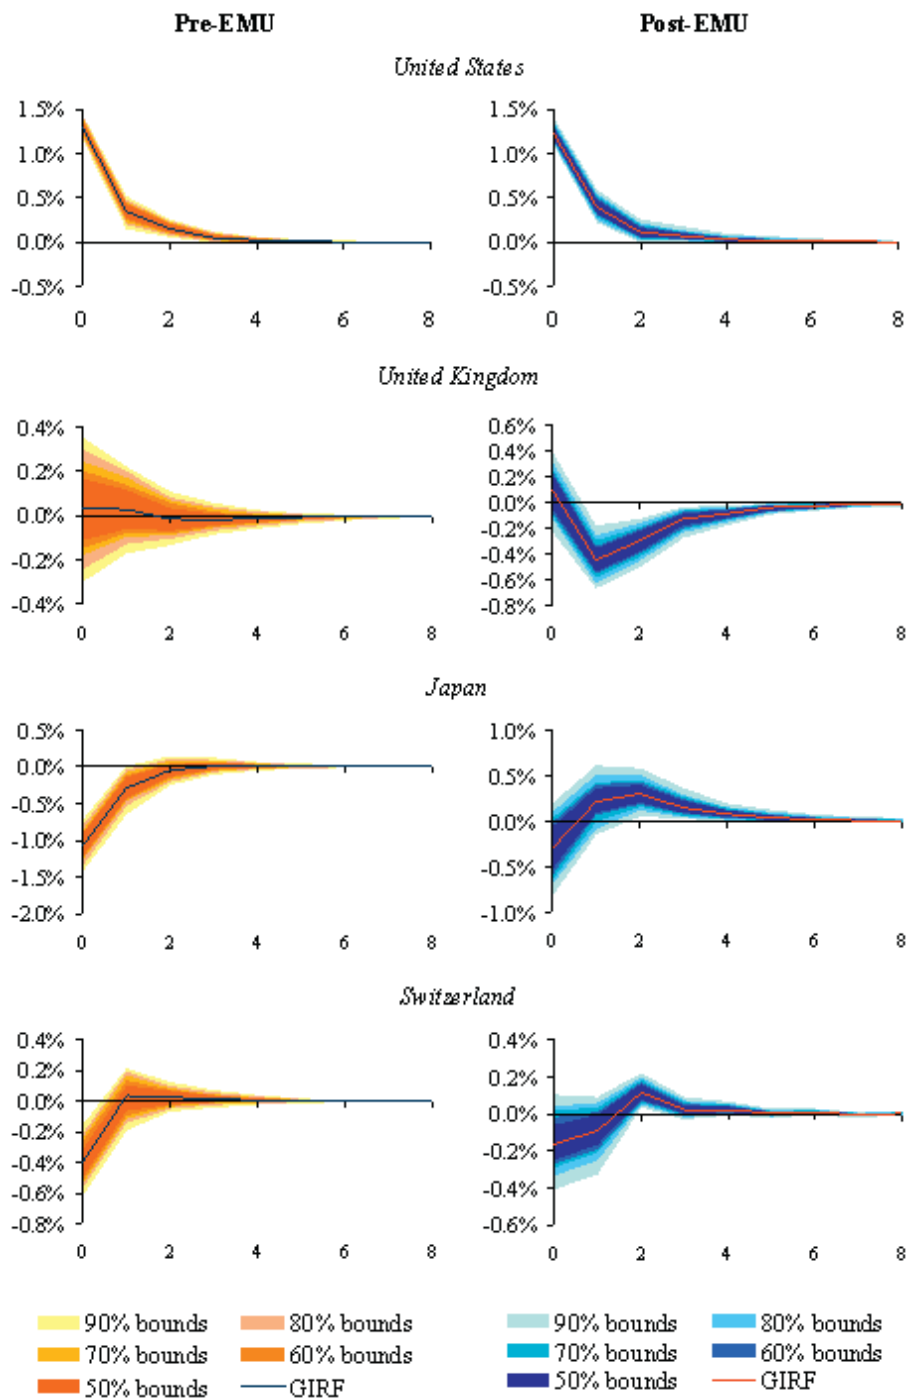 Pre-EMU Post-EMU
United States
1.5% 1.5%
1.0% 1.0%
0.5% 0.5%
0.0% 0.0%
-0.5% -0.5%
0 2 4 6 8 0 2 4 6 8
United Kingdom
0.4% 0.6%
0.2% 0.4%
0.0% 0.2%
-0.2% 0.0%
-0.4% -0.2%
-0.4%
-0.6%
-0.8%
0 2 4 6 8 0 2 4 6 8
Japan
0.5% 1.0%
0.0% 0.5%
-0.5% 0.0%
-1.0% -0.5%
-1.5% -1.0%
-2.0%
0 2 4 6 8 0 2 4 6 8
Switzerland
0.4% 0.4%
0.2% 0.2%
0.0% 0.0%
-0.2% -0.2%
-0.4% -0.4%
-0.6% -0.6%
-0.8%
0 2 4 6 8 0 2 4 6 8
90% bounds 80% bounds 90% bounds 80% bounds
70% bounds 60% bounds 70% bounds 60% bounds
50% bounds GIRF 50% bounds GIRF